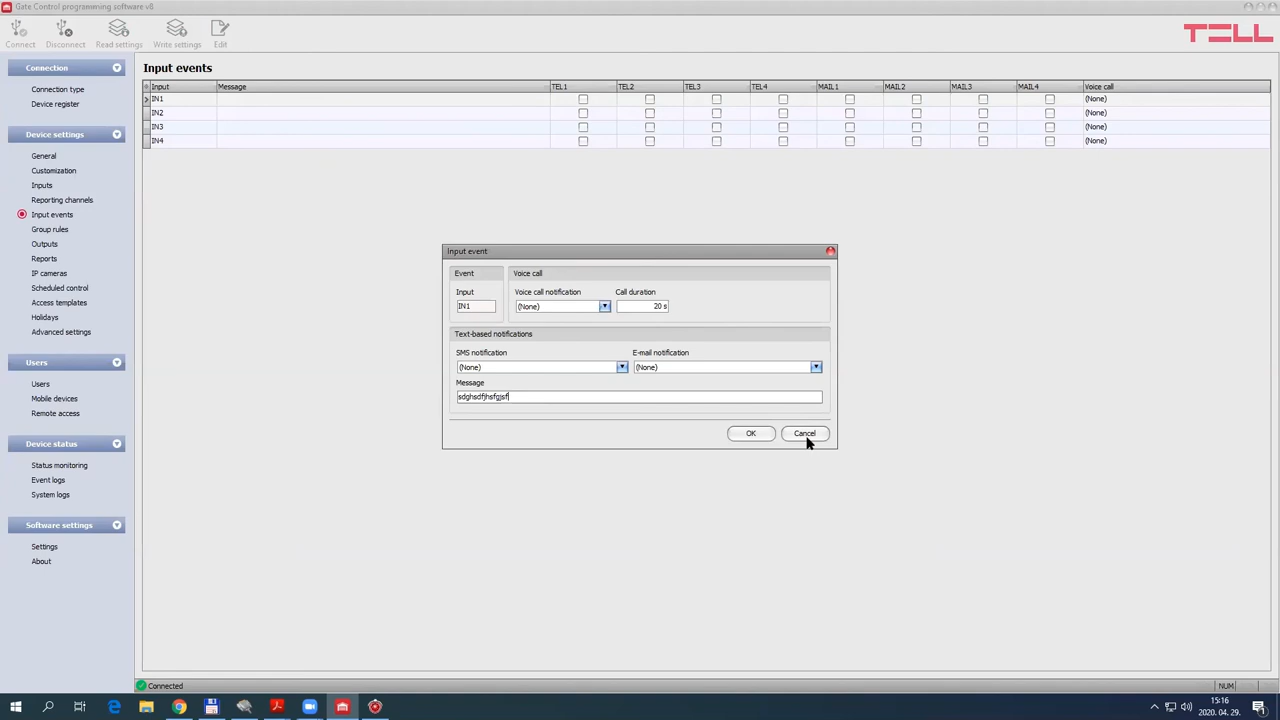 Gate Control programming software v8
Connect
Disconnect
Read settings
Write settings
Edit
TELL
Connection
Connection type
Device register
Device settings
General
Customization
Inputs
Reporting channels
Input events
Group rules
Outputs
Reports
IP cameras
Scheduled control
Access templates
Holidays
Advanced settings
Users
Users
Mobile devices
Remote access
Device status
Status monitoring
Event logs
System logs
Software settings
Settings
About
Input events
Input Message TEL1 TEL2 TEL3 TEL4 MAIL1 MAIL2 MAIL3 MAIL4 Voice call
IN1 (None)
IN2 (None)
IN3 (None)
IN4 (None)
Input event
Event Voice call
Input Voice call notification Call duration
IN1 (None) 20 s
Text-based notifications
SMS notification E-mail notification
(None) (None)
Message
sdghsdfjhsfgjsf
OK Cancel
Connected
NUM
15:16
2020. 04. 29.